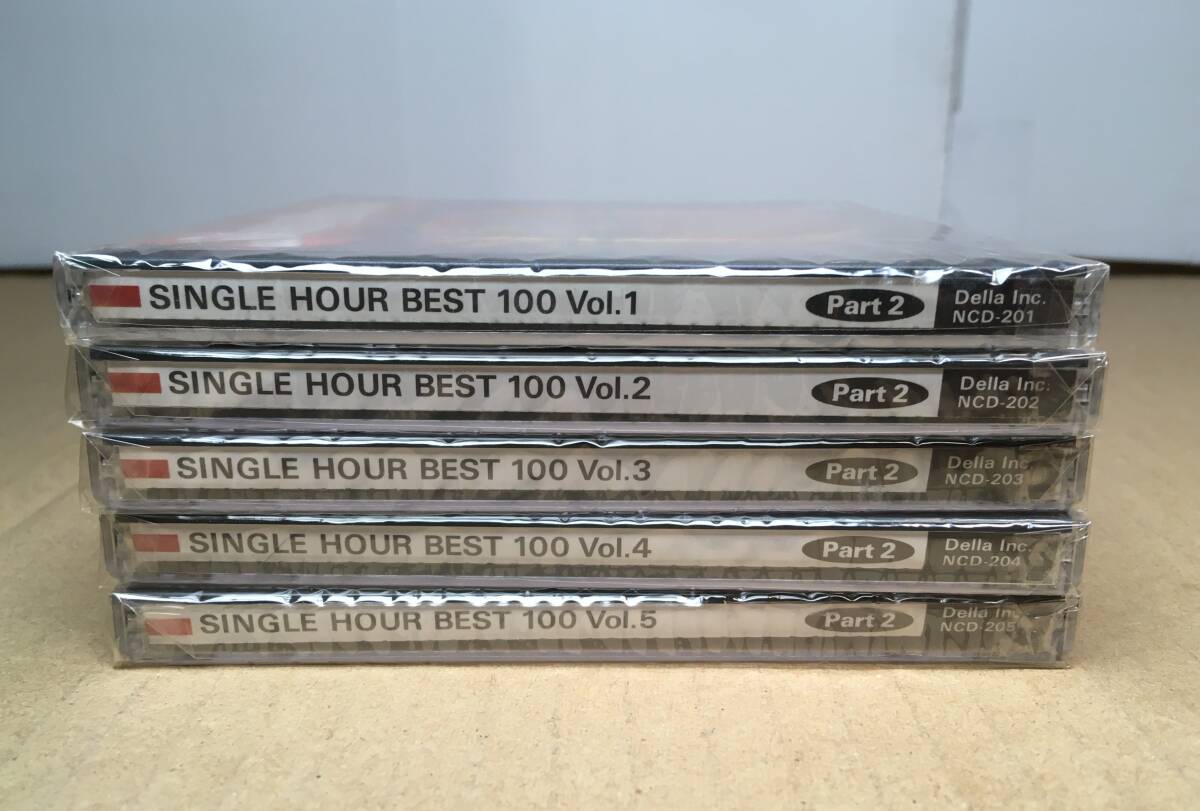 SINGLE HOUR BEST 100 Vol.1 Part 2 Della Inc.
NCD-201
SINGLE HOUR BEST 100 Vol.2 Part 2 Della Inc.
NCD-202
SINGLE HOUR BEST 100 Vol.3 Part 2 Della Inc.
NCD-203
SINGLE HOUR BEST 100 Vol.4 Part 2 Della Inc.
NCD-204
SINGLE HOUR BEST 100 Vol.5 Part 2 Della Inc.
NCD-205